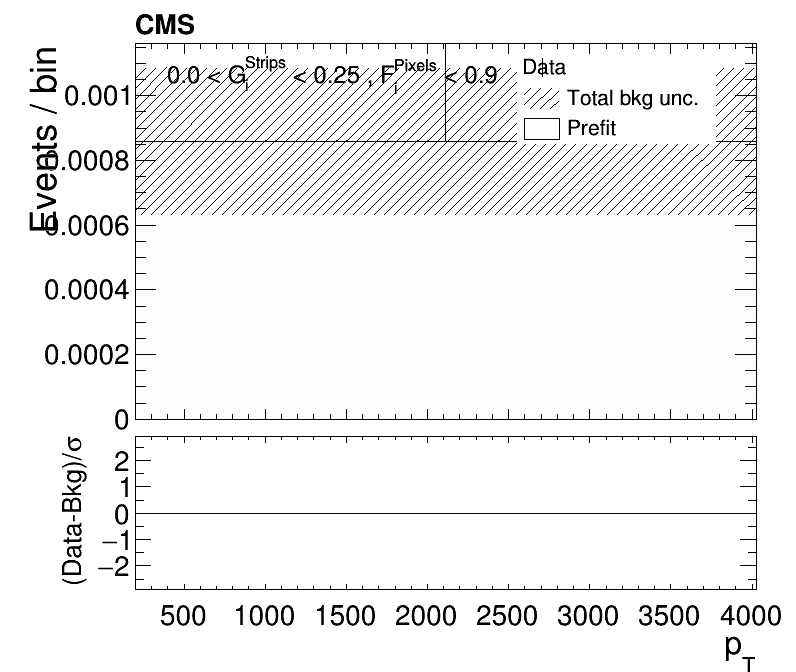 CMS
Events / bin
0.0 < G_i^Strips < 0.25 , F_i^Pixels < 0.9
Data
Total bkg unc.
Prefit
0.001
0.0008
0.0006
0.0004
0.0002
0
(Data-Bkg)/σ
2
1
0
−1
−2
500 1000 1500 2000 2500 3000 3500 4000
p_T